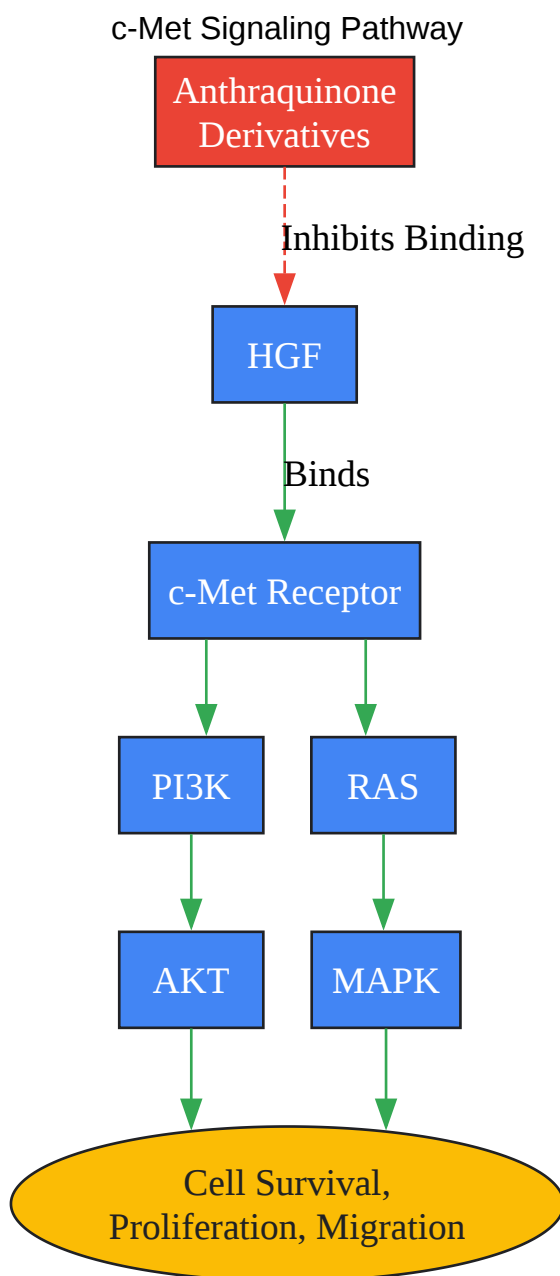 c-Met Signaling Pathway
Anthraquinone
Derivatives
Inhibits Binding
HGF
Binds
c-Met Receptor
PI3K
RAS
AKT
MAPK
Cell Survival,
Proliferation, Migration